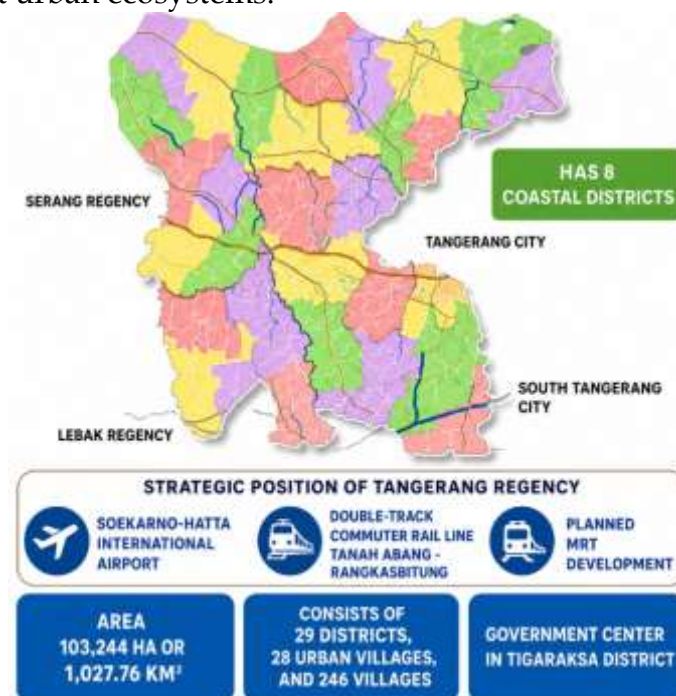 t urban ecosystems.
HAS 8
COASTAL DISTRICTS
SERANG REGENCY
TANGERANG CITY
SOUTH TANGERANG
CITY
LEBAK REGENCY
STRATEGIC POSITION OF TANGERANG REGENCY
SOEKARNO-HATTA
INTERNATIONAL
AIRPORT
DOUBLE-TRACK
COMMUTER RAIL LINE
TANAH ABANG -
RANGKASBITUNG
PLANNED
MRT
DEVELOPMENT
AREA
103,244 HA OR
1,027.76 KM²
CONSISTS OF
29 DISTRICTS,
28 URBAN VILLAGES,
AND 246 VILLAGES
GOVERNMENT CENTER
IN TIGARAKSA DISTRICT